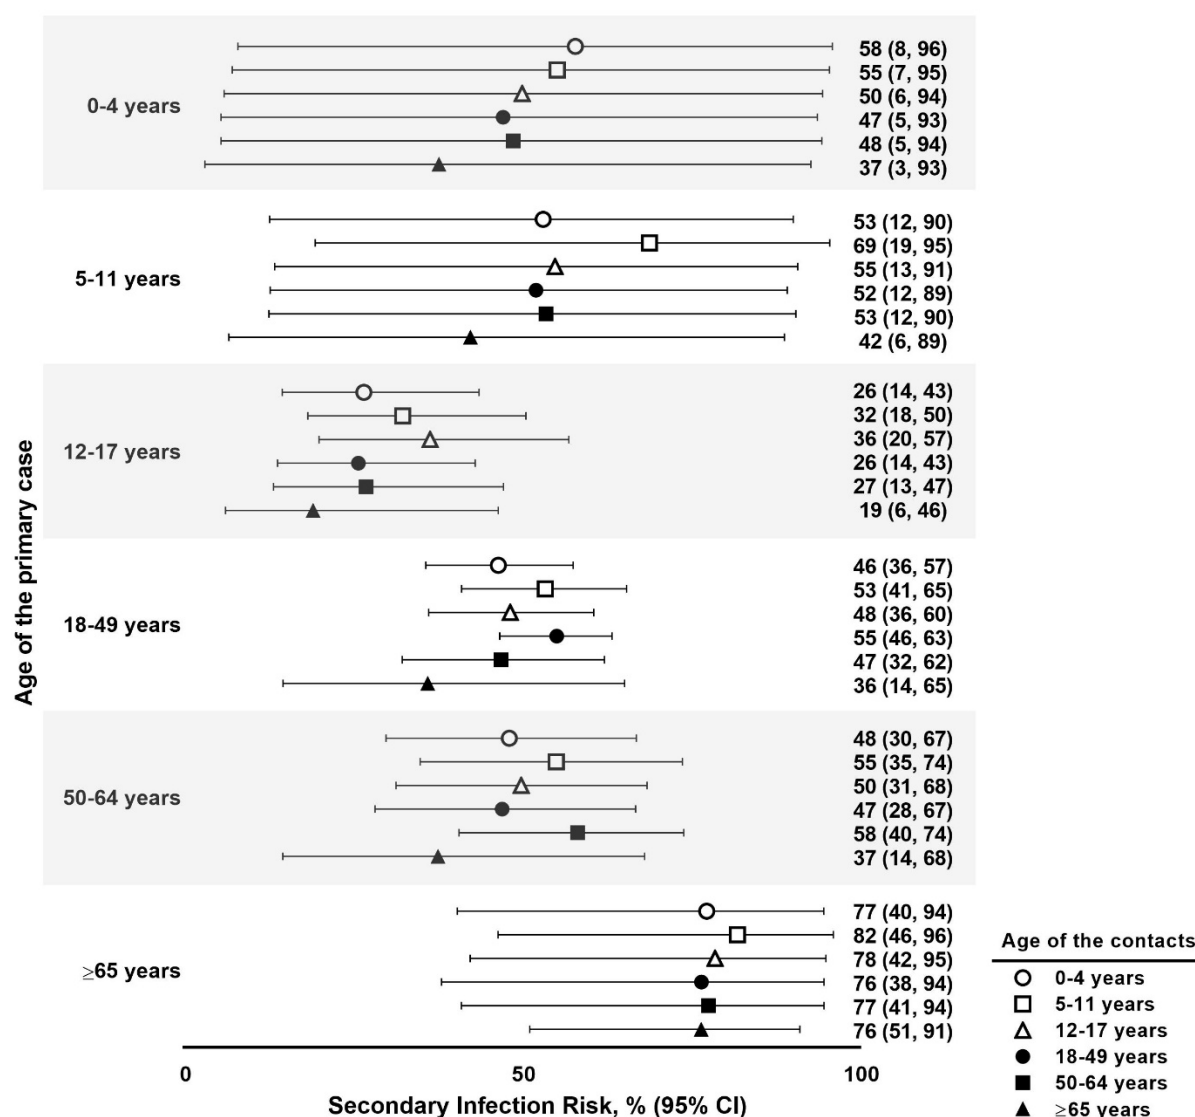 58 (8, 96)
55 (7, 95)
50 (6, 94)
0-4 years
47 (5, 93)
48 (5, 94)
37 (3, 93)
53 (12, 90)
69 (19, 95)
55 (13, 91)
5-11 years
52 (12, 89)
53 (12, 90)
42 (6, 89)
26 (14, 43)
32 (18, 50)
36 (20, 57)
12-17 years
26 (14, 43)
27 (13, 47)
19 (6, 46)
Age of the primary case
46 (36, 57)
53 (41, 65)
48 (36, 60)
18-49 years
55 (46, 63)
47 (32, 62)
36 (14, 65)
48 (30, 67)
55 (35, 74)
50 (31, 68)
50-64 years
47 (28, 67)
58 (40, 74)
37 (14, 68)
77 (40, 94)
82 (46, 96)
78 (42, 95)
≥65 years
76 (38, 94)
77 (41, 94)
76 (51, 91)
0 50 100
Secondary Infection Risk, % (95% CI)
Age of the contacts
0-4 years
5-11 years
12-17 years
18-49 years
50-64 years
≥65 years